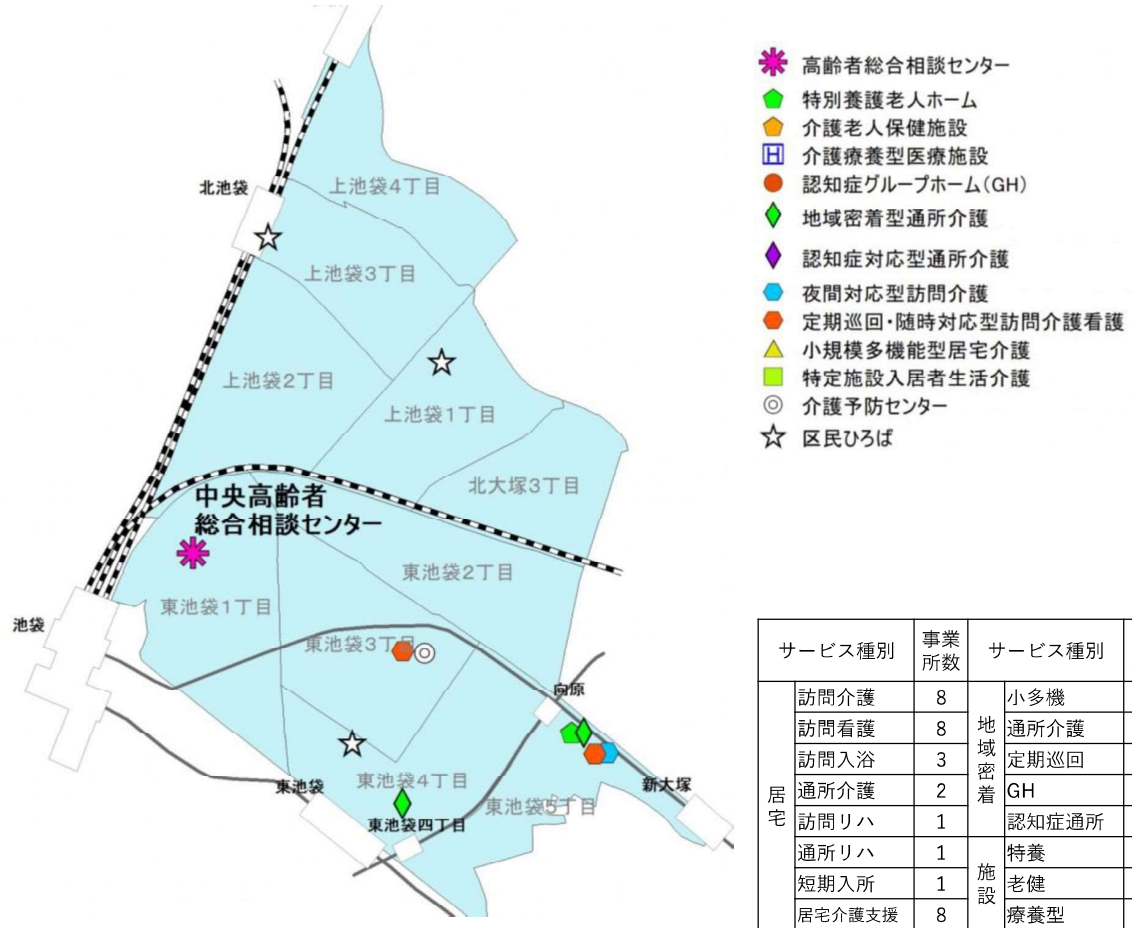 北池袋
上池袋4丁目
上池袋3丁目
上池袋2丁目
上池袋1丁目
北大塚3丁目
中央高齢者
総合相談センター
東池袋2丁目
東池袋1丁目
池袋
東池袋3丁目
向原
東池袋4丁目
東池袋
新大塚
東池袋5丁目
東池袋四丁目
高齢者総合相談センター
特別養護老人ホーム
介護老人保健施設
H 介護療養型医療施設
認知症グループホーム(GH)
地域密着型通所介護
認知症対応型通所介護
夜間対応型訪問介護
定期巡回・随時対応型訪問介護看護
小規模多機能型居宅介護
特定施設入居者生活介護
介護予防センター
区民ひろば
サービス種別 事業所数 サービス種別
居宅 訪問介護 8 地域密着 小多機
訪問看護 8 通所介護
訪問入浴 3 定期巡回
通所介護 2 GH
訪問リハ 1 認知症通所
通所リハ 1 施設 特養
短期入所 1 老健
居宅介護支援 8 療養型